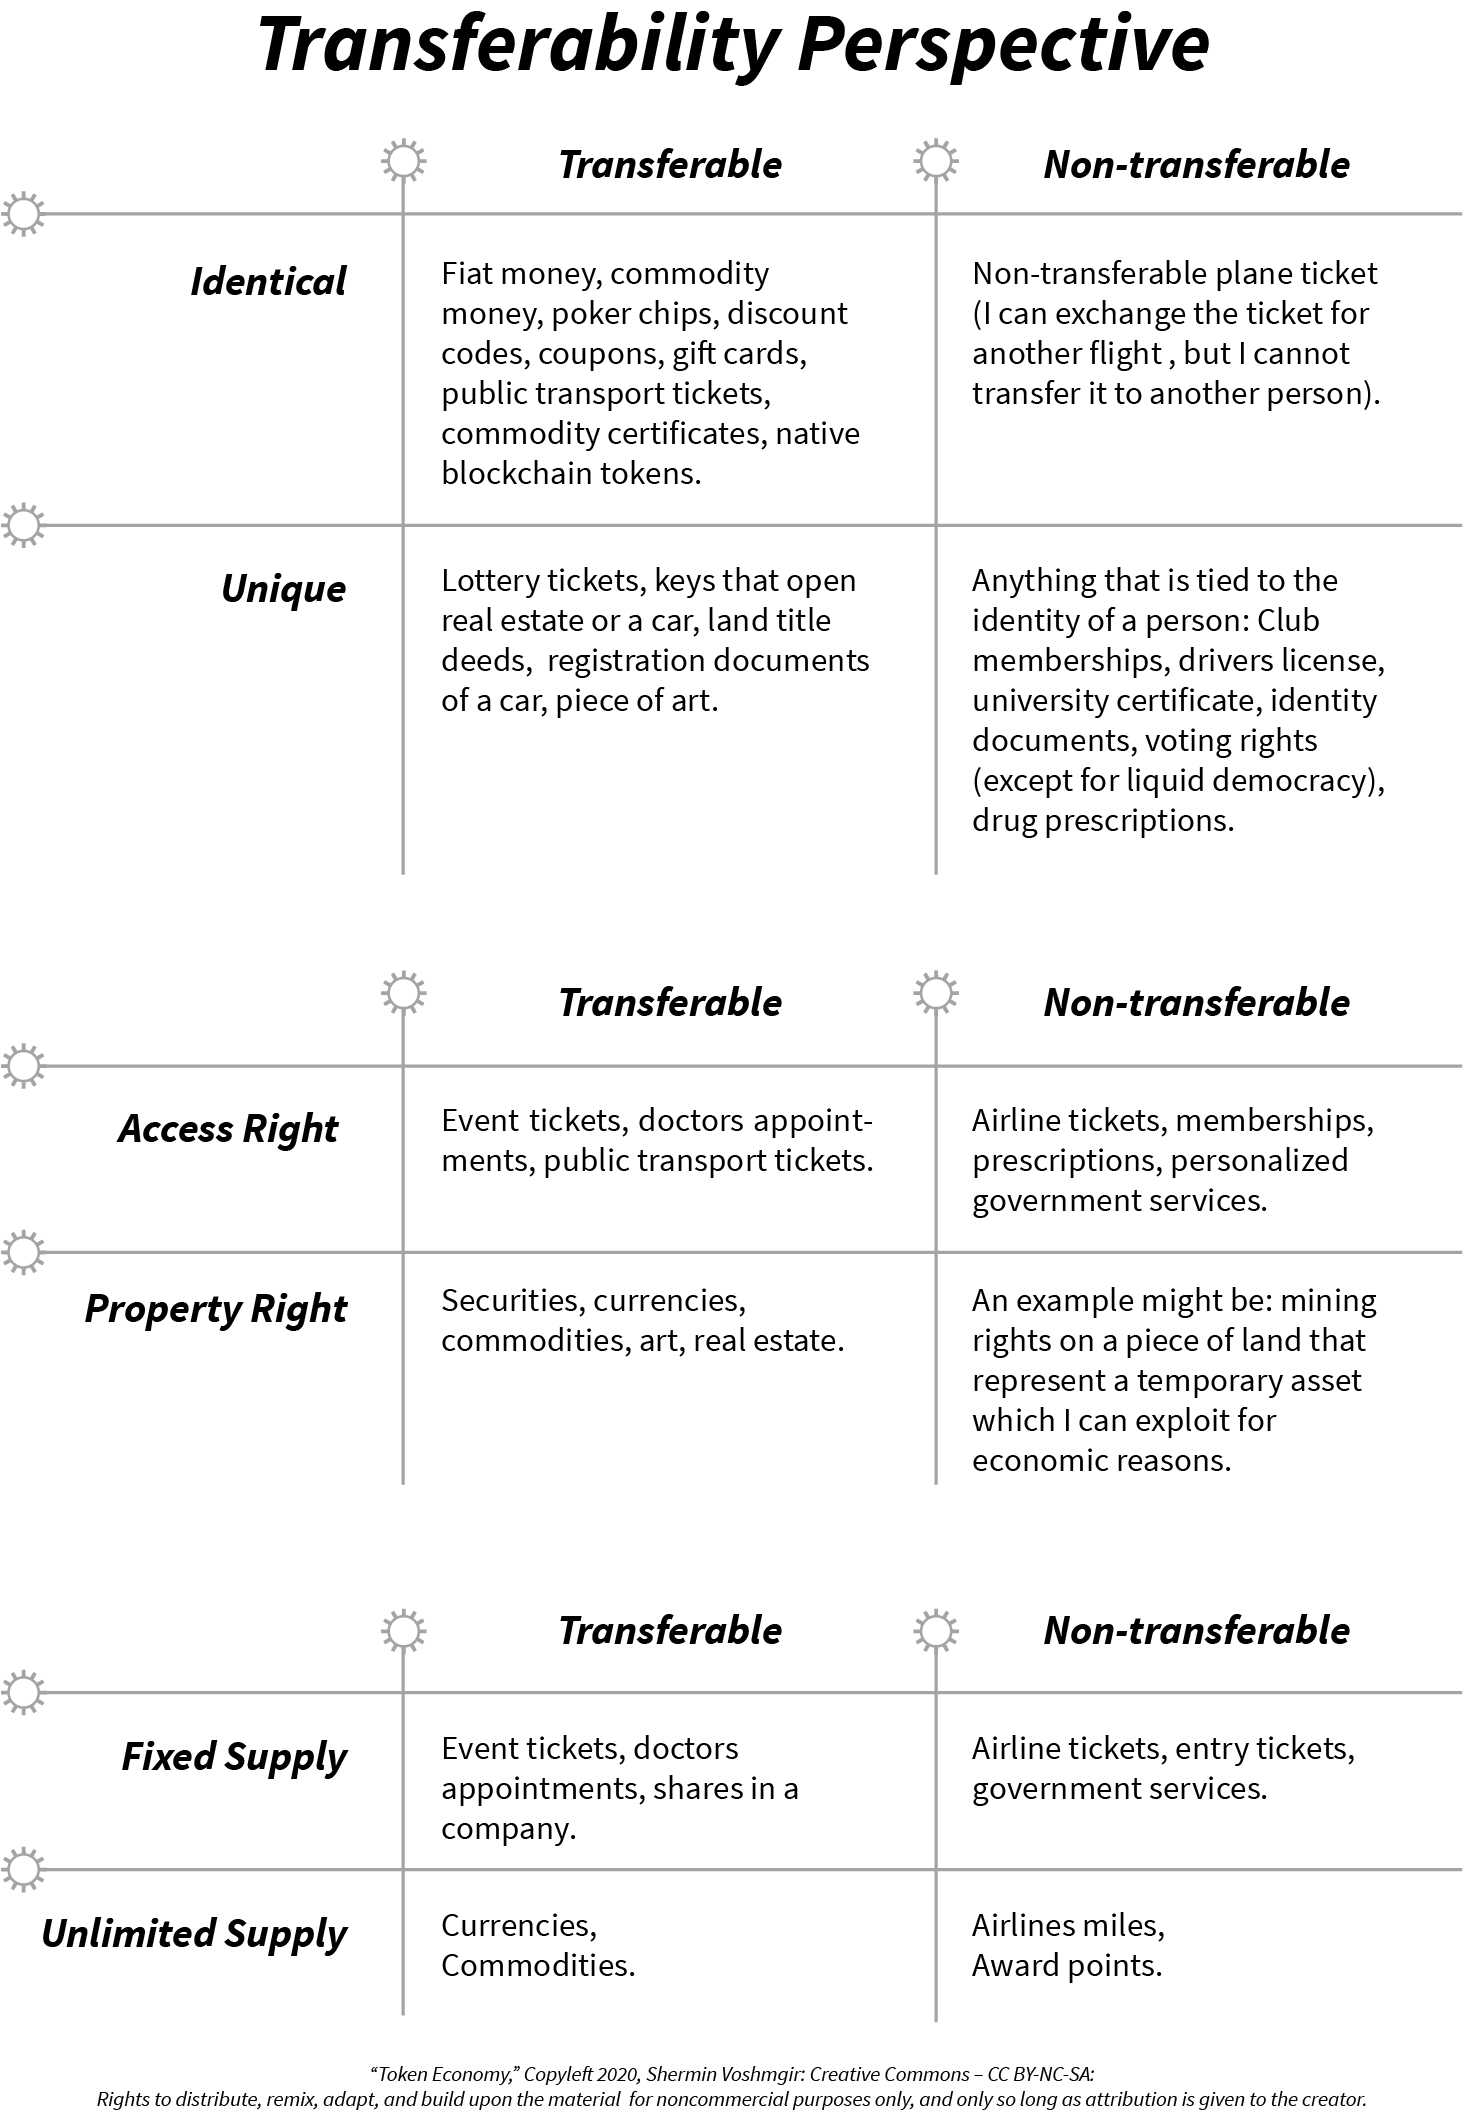 Transferability Perspective
Transferable
Non-transferable
Identical
Fiat money, commodity
money, poker chips, discount
codes, coupons, gift cards,
public transport tickets,
commodity certificates, native
blockchain tokens.
Non-transferable plane ticket
(I can exchange the ticket for
another flight , but I cannot
transfer it to another person).
Unique
Lottery tickets, keys that open
real estate or a car, land title
deeds,  registration documents
of a car, piece of art.
Anything that is tied to the
identity of a person: Club
memberships, drivers license,
university certificate, identity
documents, voting rights
(except for liquid democracy),
drug prescriptions.
Transferable
Non-transferable
Access Right
Event tickets, doctors appoint-
ments, public transport tickets.
Airline tickets, memberships,
prescriptions, personalized
government services.
Property Right
Securities, currencies,
commodities, art, real estate.
An example might be: mining
rights on a piece of land that
represent a temporary asset
which I can exploit for
economic reasons.
Transferable
Non-transferable
Fixed Supply
Event tickets, doctors
appointments, shares in a
company.
Airline tickets, entry tickets,
government services.
Unlimited Supply
Currencies,
Commodities.
Airlines miles,
Award points.
“Token Economy,” Copyleft 2020, Shermin Voshmgir: Creative Commons – CC BY-NC-SA:
Rights to distribute, remix, adapt, and build upon the material  for noncommercial purposes only, and only so long as attribution is given to the creator.